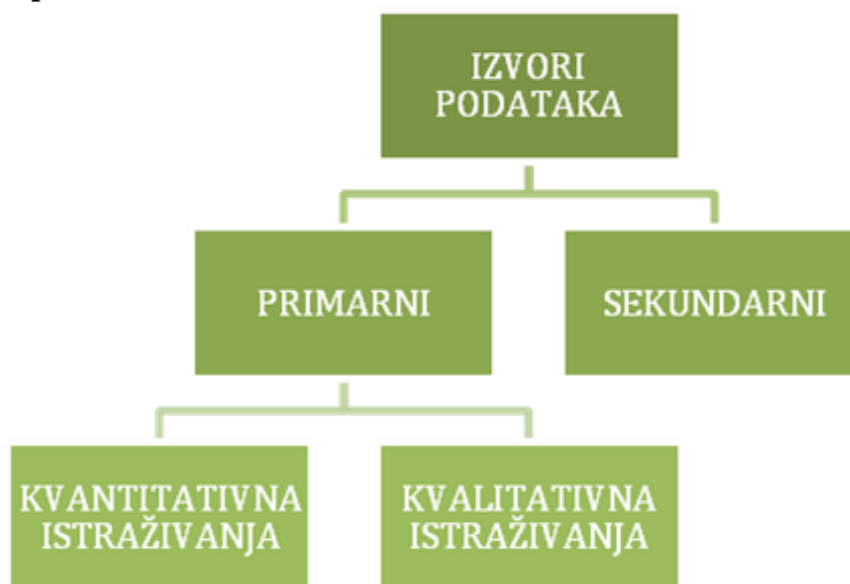 IZVORI
PODATAKA
PRIMARNI
SEKUNDARNI
KVANTITATIVNA
ISTRAŽIVANJA
KVALITATIVNA
ISTRAŽIVANJA